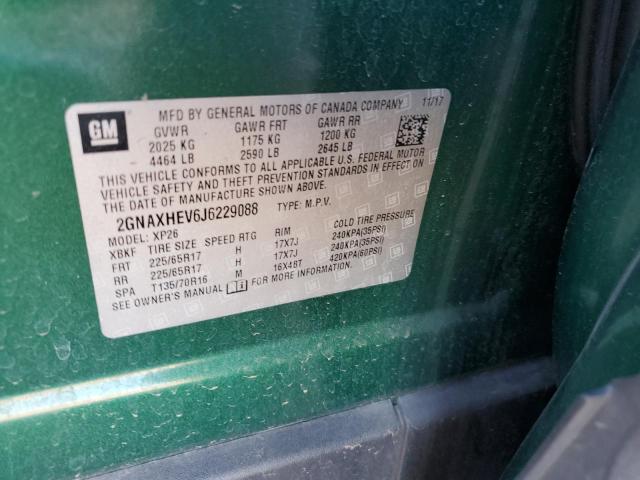 GM
MFD BY GENERAL MOTORS OF CANADA COMPANY 11/17
GVWR GAWR FRT GAWR RR
2025 KG 1175 KG 1200 KG
4464 LB 2590 LB 2645 LB
THIS VEHICLE CONFORMS TO ALL APPLICABLE U.S. FEDERAL MOTOR
VEHICLE SAFETY, BUMPER, AND THEFT PREVENTION STANDARDS IN EFFECT ON
THE DATE OF MANUFACTURE SHOWN ABOVE.
2GNAXHEV6J6229088 TYPE: M.P.V.
MODEL: XP26
XBKF TIRE SIZE SPEED RTG RIM COLD TIRE PRESSURE
FRT 225/65R17 H 17X7J 240KPA(35PSI)
RR 225/65R17 H 17X7J 240KPA(35PSI)
SPA T135/70R16 M 16X4BT 420KPA(60PSI)
SEE OWNER'S MANUAL FOR MORE INFORMATION.